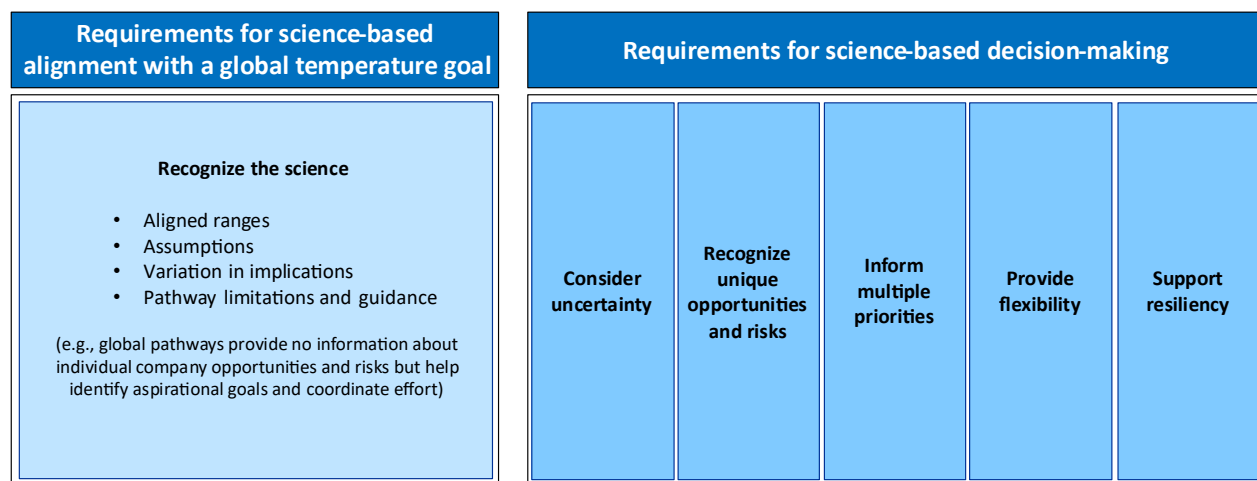 Requirements for science-based
alignment with a global temperature goal
Recognize the science
• Aligned ranges
• Assumptions
• Variation in implications
• Pathway limitations and guidance
(e.g., global pathways provide no information about
individual company opportunities and risks but help
identify aspirational goals and coordinate effort)
Requirements for science-based decision-making
Consider
uncertainty
Recognize
unique
opportunities
and risks
Inform
multiple
priorities
Provide
flexibility
Support
resiliency